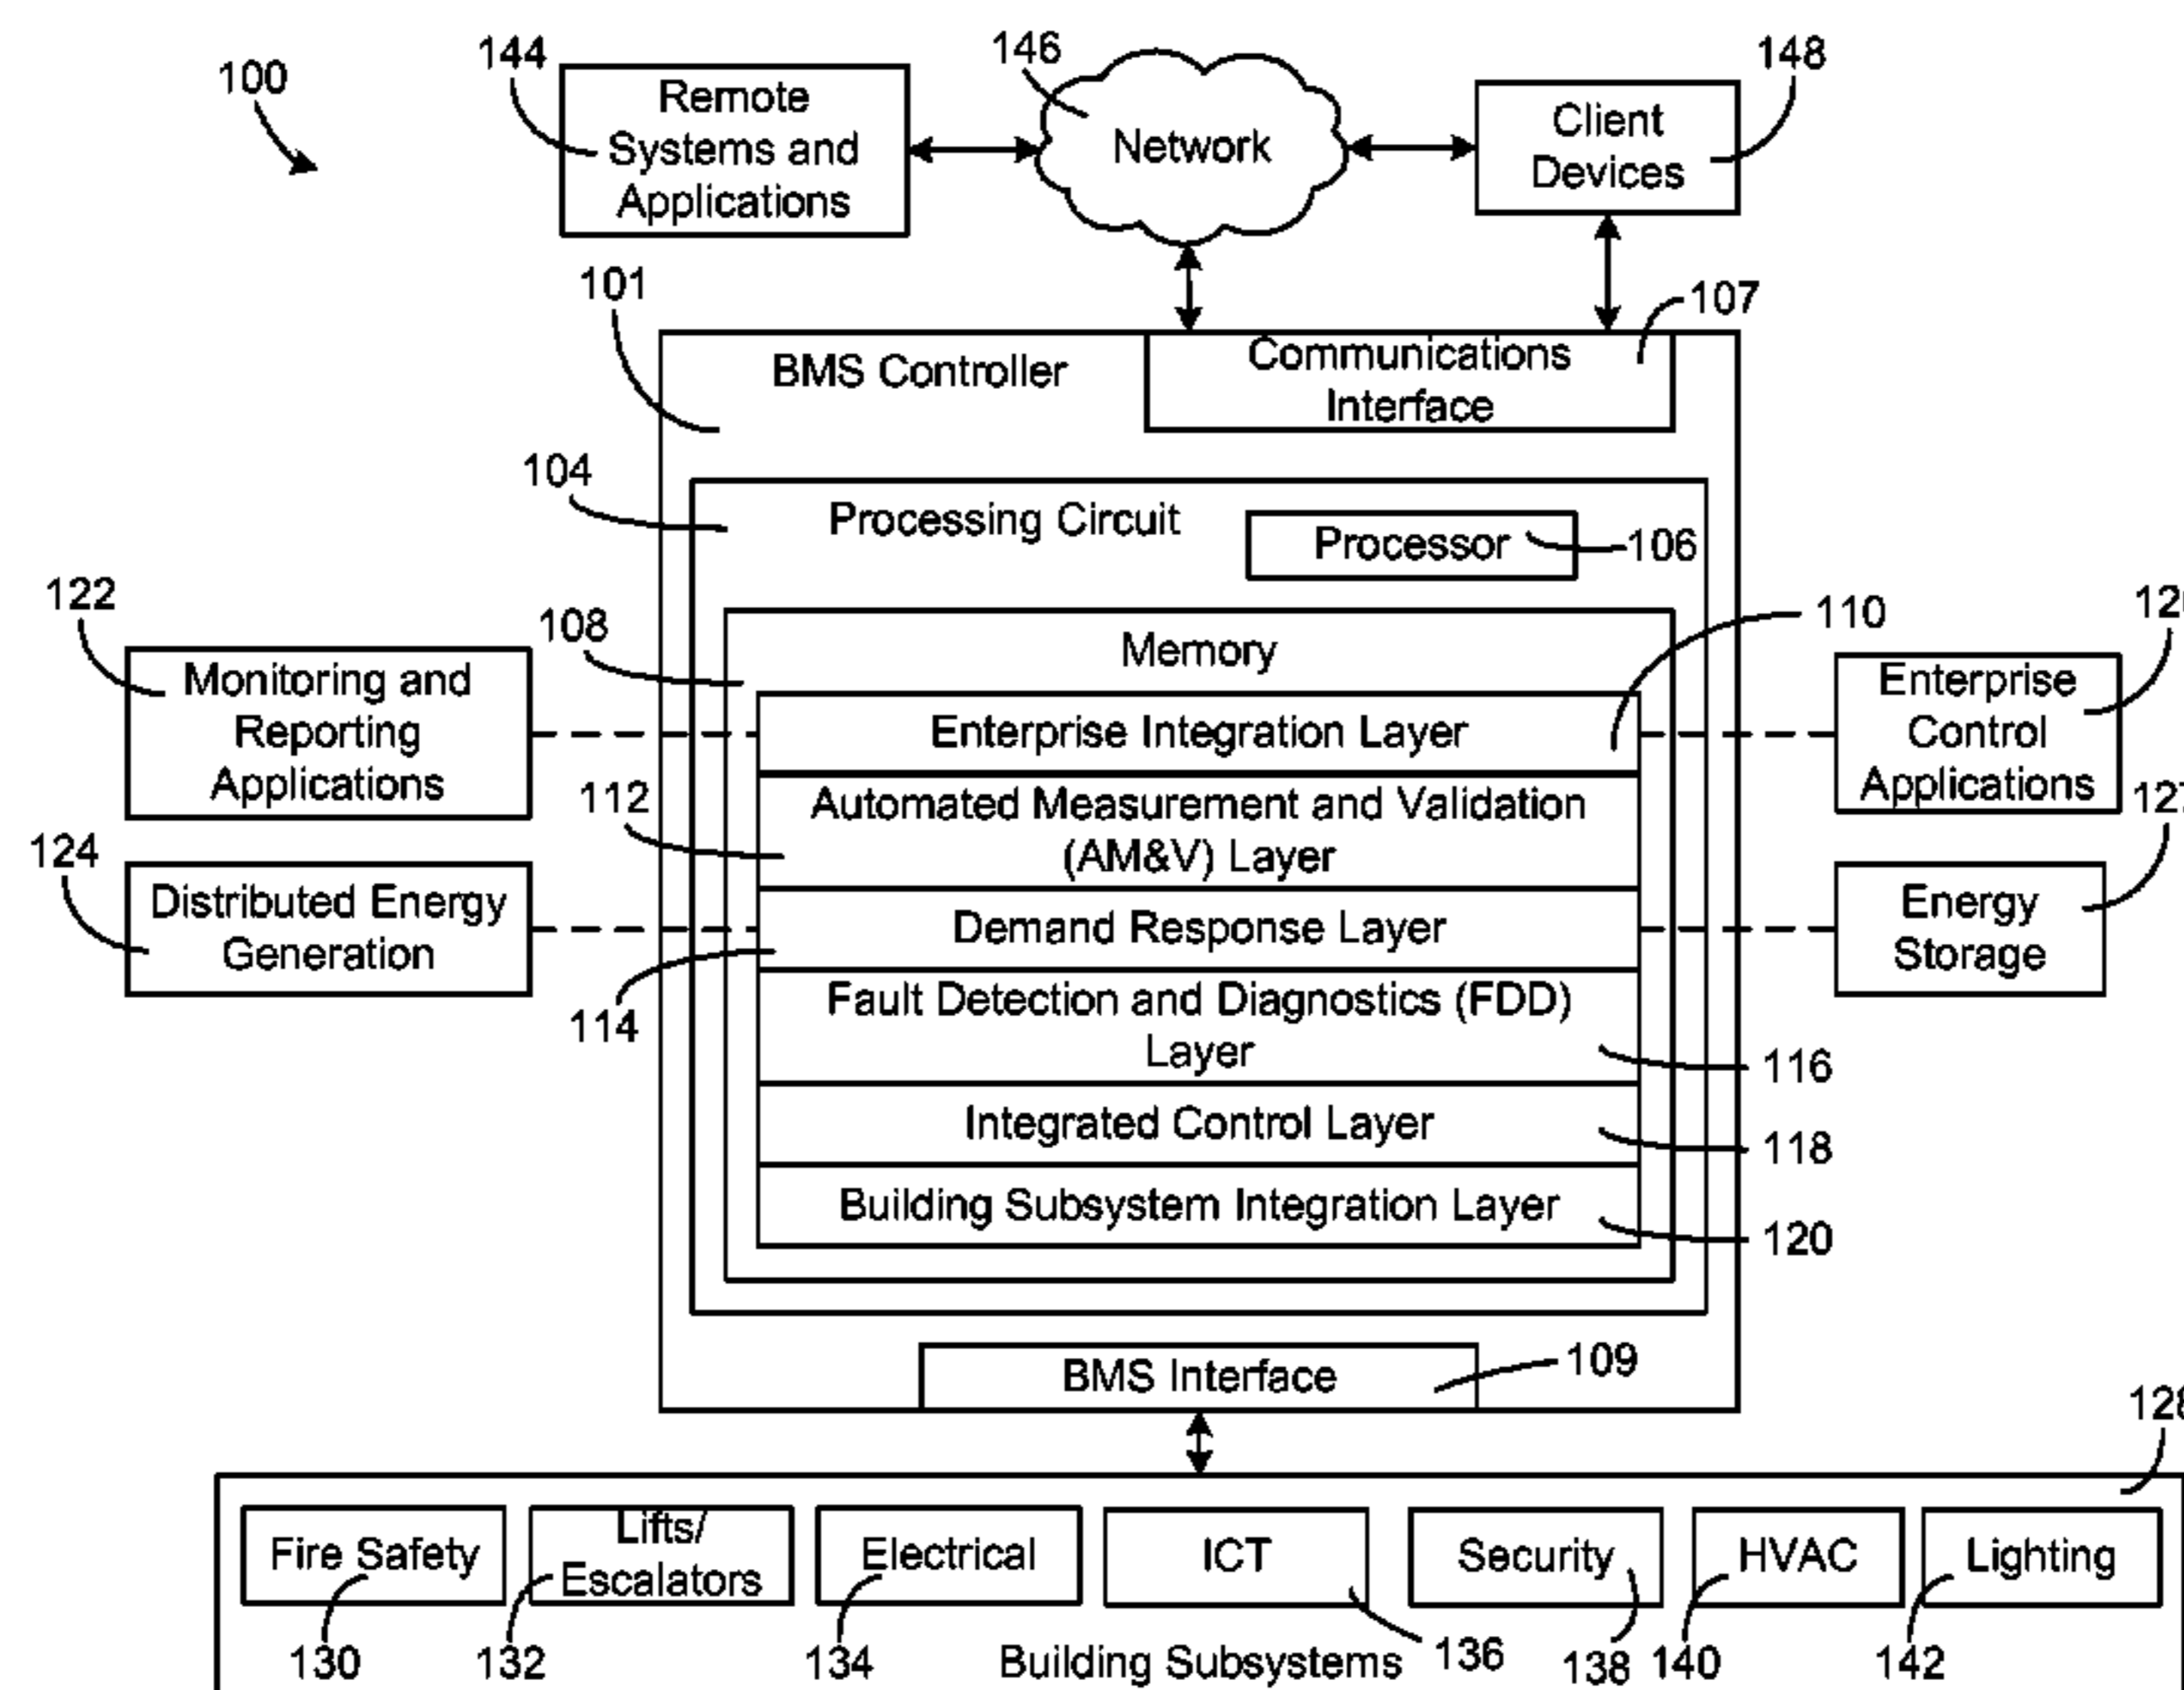 100
144
Remote
Systems and
Applications
146
Network
Client
Devices
148
101
BMS Controller
Communications
Interface
107
104
Processing Circuit
Processor
106
108
Memory
110
122
Monitoring and
Reporting
Applications
Enterprise Integration Layer
Enterprise
Control
Applications
112
Automated Measurement and Validation
(AM&V) Layer
124
Distributed Energy
Generation
Demand Response Layer
Energy
Storage
114
Fault Detection and Diagnostics (FDD)
Layer
116
Integrated Control Layer
118
Building Subsystem Integration Layer
120
BMS Interface
109
128
Fire Safety
Lifts/
Escalators
Electrical
ICT
Security
HVAC
Lighting
130
132
134
Building Subsystems
136
138
140
142